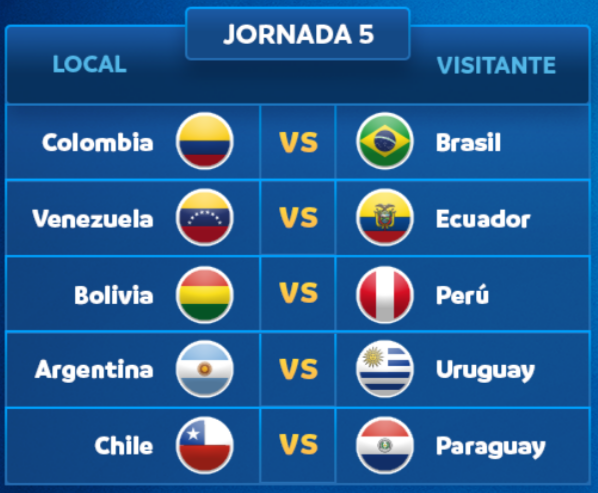 JORNADA 5
LOCAL VISITANTE
Colombia VS Brasil
Venezuela VS Ecuador
Bolivia VS Perú
Argentina VS Uruguay
Chile VS Paraguay